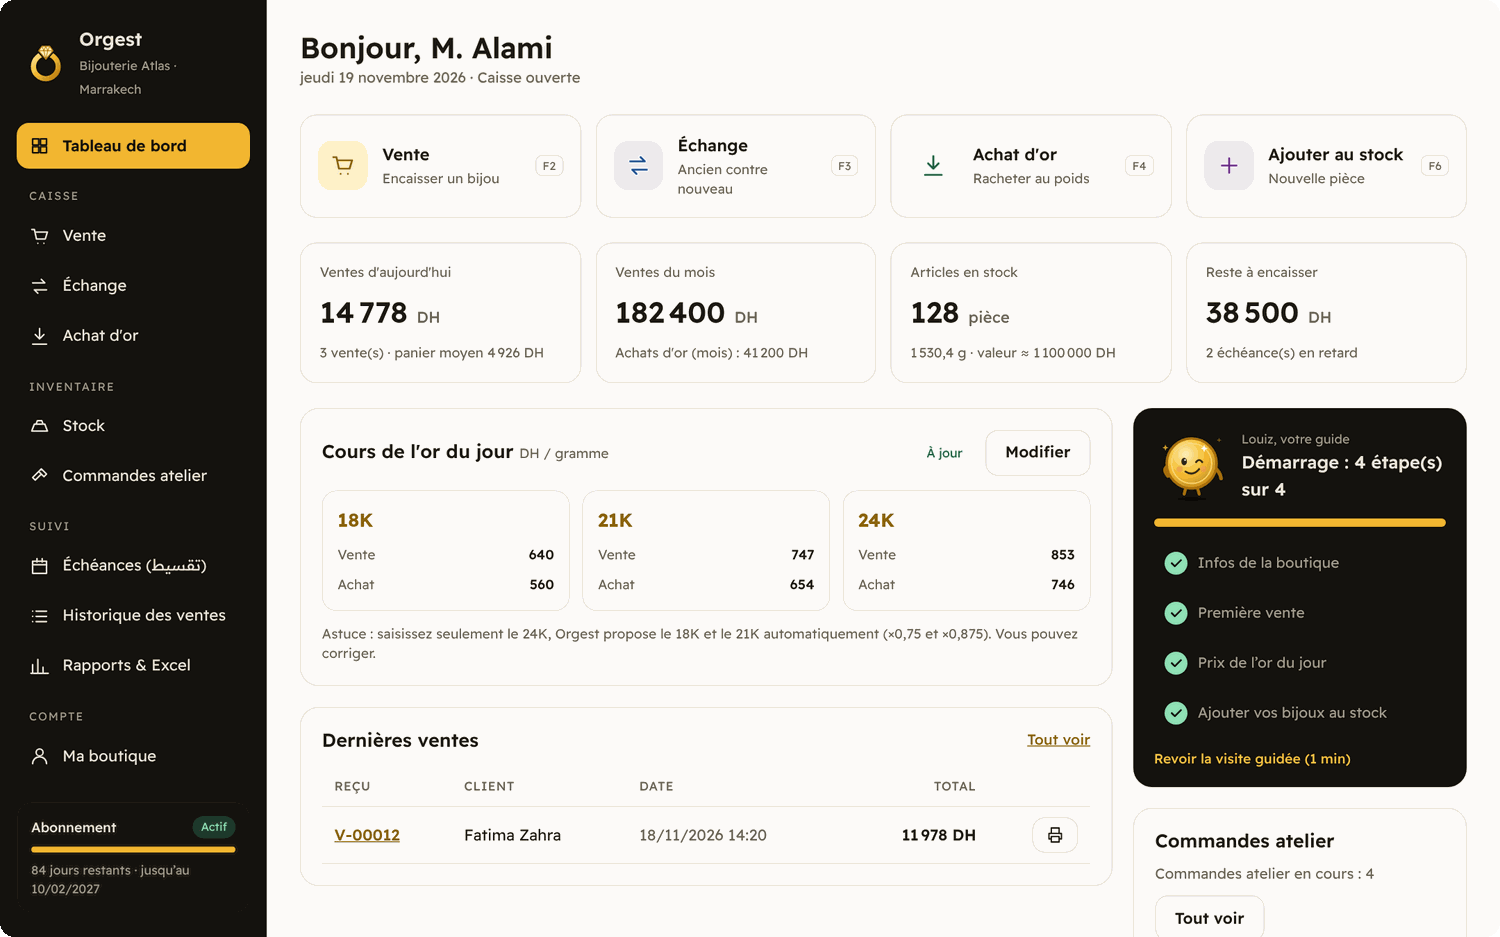 Orgest
Bijouterie Atlas ·
Marrakech
Tableau de bord
CAISSE
Vente
Échange
Achat d'or
INVENTAIRE
Stock
Commandes atelier
SUIVI
Échéances (تقسيط)
Historique des ventes
Rapports & Excel
COMPTE
Ma boutique
Abonnement Actif
84 jours restants · jusqu'au
10/02/2027
Bonjour, M. Alami
jeudi 19 novembre 2026 · Caisse ouverte
Vente
Encaisser un bijou
F2
Échange
Ancien contre
nouveau
F3
Achat d'or
Racheter au poids
F4
Ajouter au stock
Nouvelle pièce
F6
Ventes d'aujourd'hui
14 778 DH
3 vente(s) · panier moyen 4 926 DH
Ventes du mois
182 400 DH
Achats d'or (mois) : 41 200 DH
Articles en stock
128 pièce
1 530,4 g · valeur ≈ 1 100 000 DH
Reste à encaisser
38 500 DH
2 échéance(s) en retard
Cours de l'or du jour DH / gramme
À jour
Modifier
18K
Vente 640
Achat 560
21K
Vente 747
Achat 654
24K
Vente 853
Achat 746
Astuce : saisissez seulement le 24K, Orgest propose le 18K et le 21K automatiquement (×0,75 et ×0,875). Vous pouvez
corriger.
Dernières ventes
Tout voir
REÇU CLIENT DATE TOTAL
V-00012 Fatima Zahra 18/11/2026 14:20 11 978 DH
Louiz, votre guide
Démarrage : 4 étape(s)
sur 4
Infos de la boutique
Première vente
Prix de l'or du jour
Ajouter vos bijoux au stock
Revoir la visite guidée (1 min)
Commandes atelier
Commandes atelier en cours : 4
Tout voir